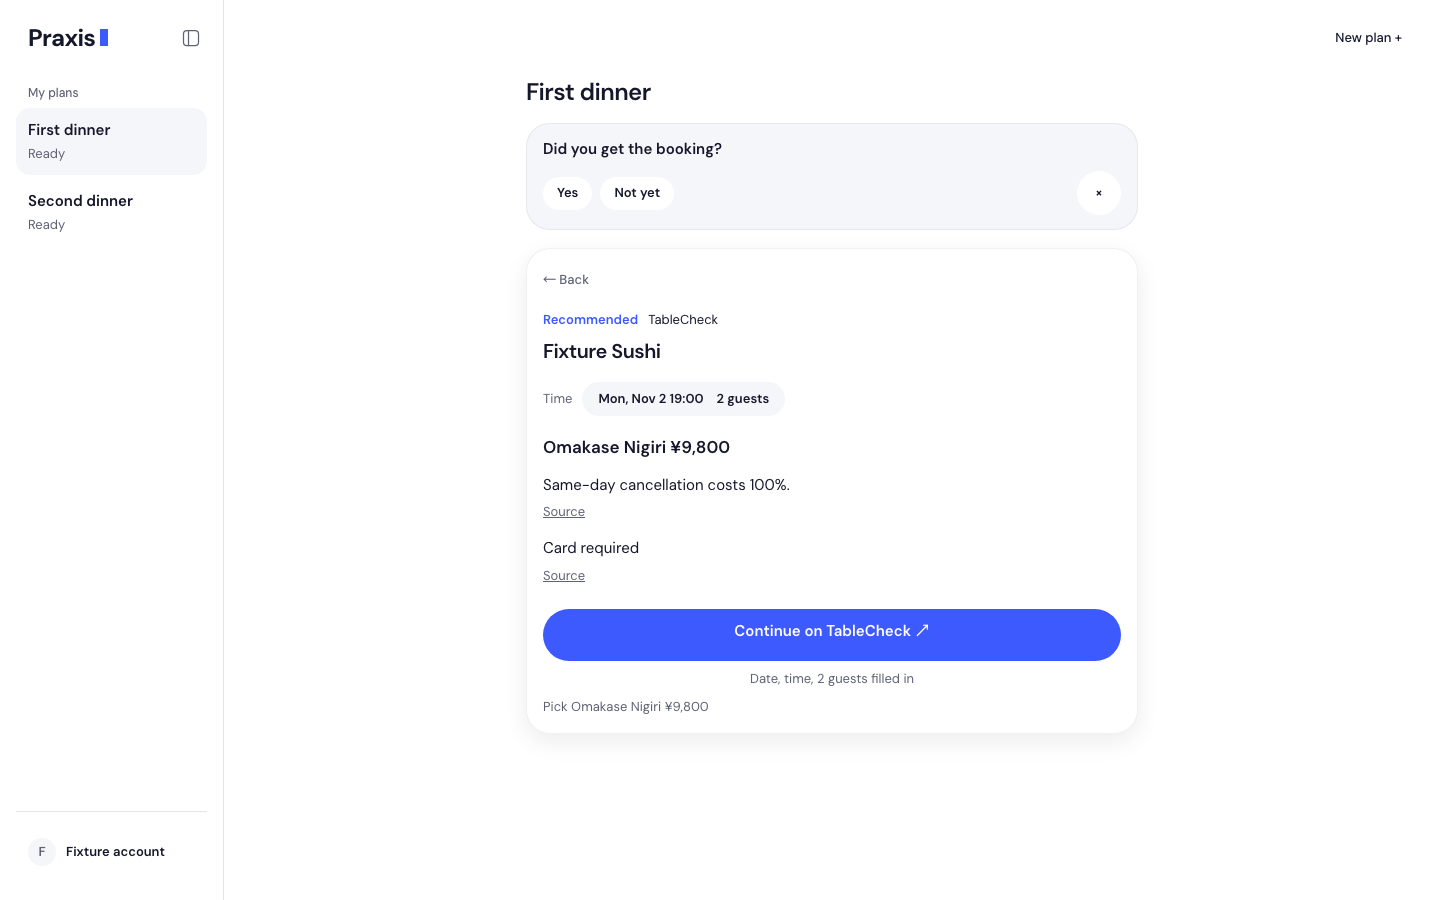 Praxis
New plan +
My plans
First dinner
Ready
Second dinner
Ready
First dinner
Did you get the booking?
Yes
Not yet
×
← Back
Recommended TableCheck
Fixture Sushi
Time Mon, Nov 2 19:00 2 guests
Omakase Nigiri ¥9,800
Same-day cancellation costs 100%.
Source
Card required
Source
Continue on TableCheck ↗
Date, time, 2 guests filled in
Pick Omakase Nigiri ¥9,800
F Fixture account